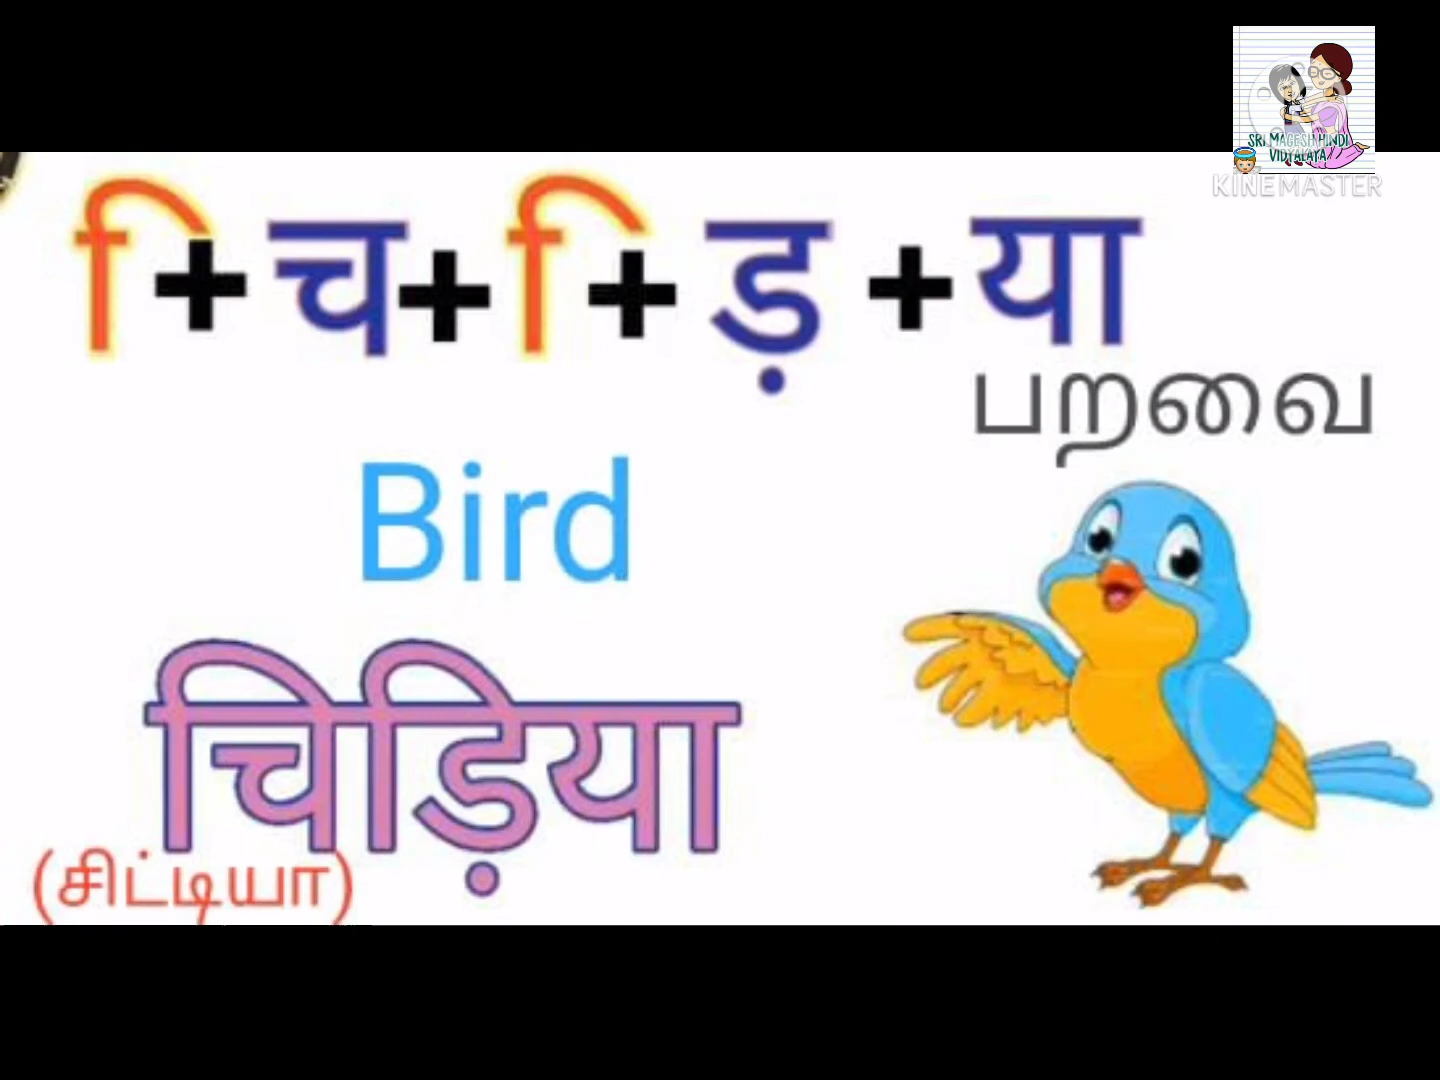 SRI MAGESH HINDI
VIDYALAYA
KINEMASTER
ि + च + ि + ड़ + या
பறவை
Bird
चिड़िया
(சிட்டியா)